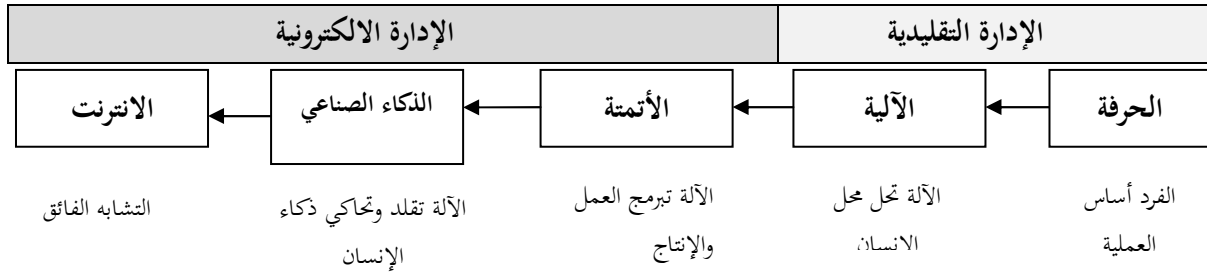 الإدارة التقليدية
الإدارة الالكترونية
الحرفة
الآلية
الأتمتة
الذكاء الصناعي
الانترنت
الفرد أساس
العملية
الآلة تحل محل
الانسان
الآلة تبرمج العمل
والإنتاج
الآلة تقلد وتحاكي ذكاء
الإنسان
التشابه الفائق